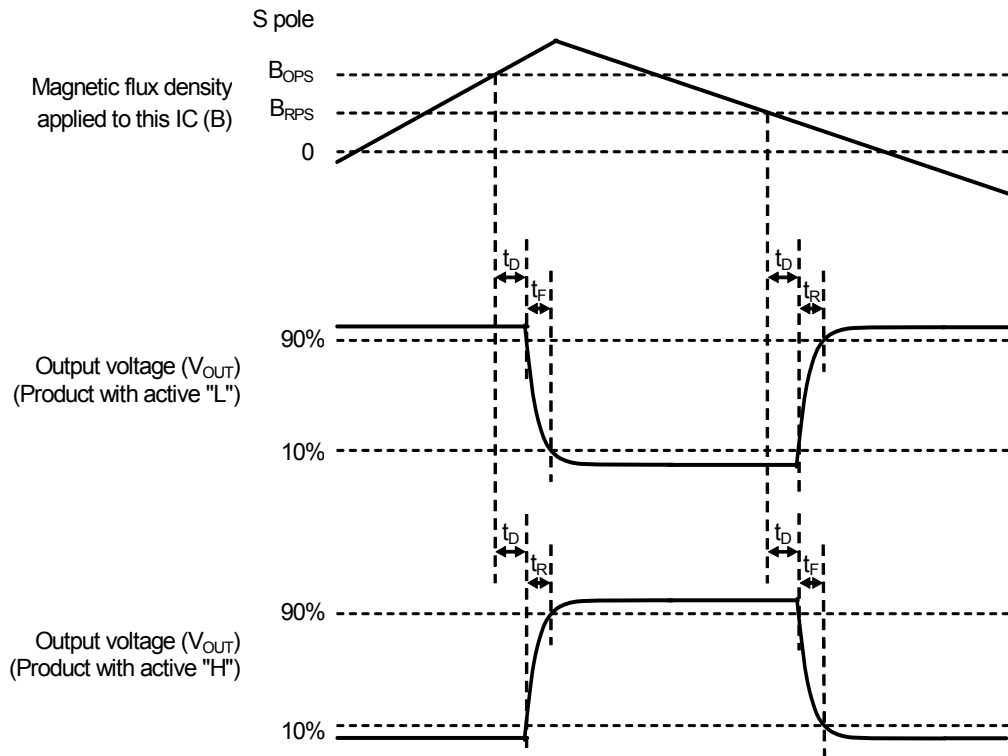 S pole
Magnetic flux density
applied to this IC (B)
BOPS
BRPS
0
tD
tF
tD
tR
90%
Output voltage (VOUT)
(Product with active "L")
10%
tD
tR
tD
tF
90%
Output voltage (VOUT)
(Product with active "H")
10%